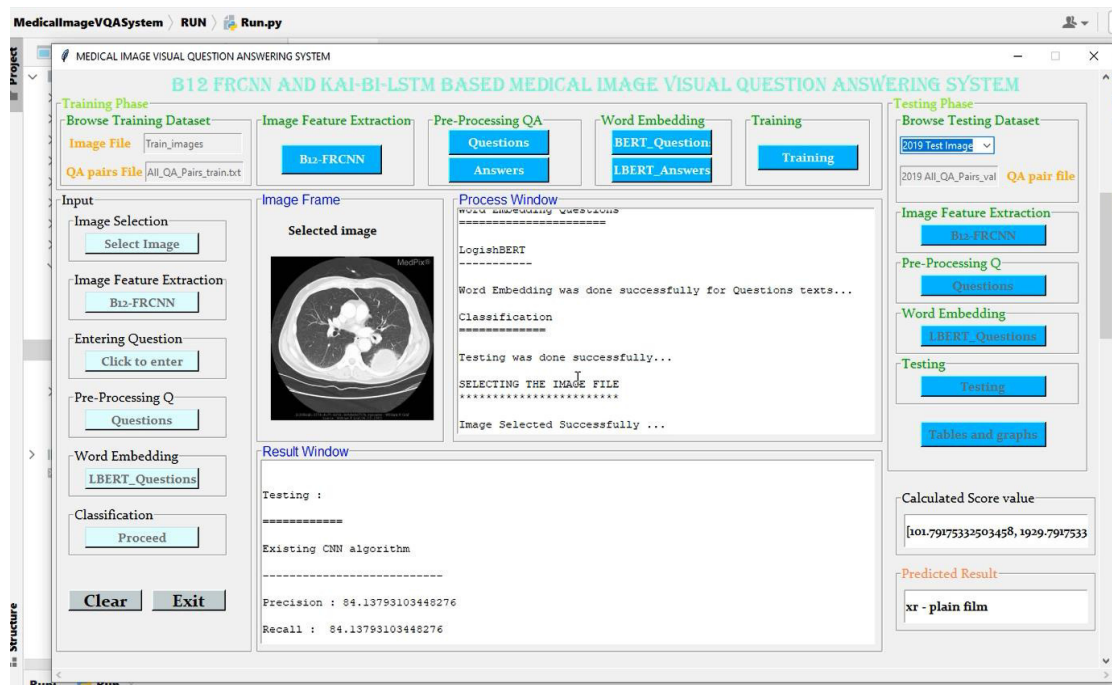 MedicalImageVQASystem RUN Run.py
Project
MEDICAL IMAGE VISUAL QUESTION ANSWERING SYSTEM
B12 FRCNN AND KAI-BI-LSTM BASED MEDICAL IMAGE VISUAL QUESTION ANSWERING SYSTEM
Training Phase
Browse Training Dataset
Image File Train_images
QA pairs File All_QA_Pairs_train.txt
Image Feature Extraction
B12-FRCNN
Pre-Processing QA
Questions
Answers
Word Embedding
BERT_Question
LBERT_Answers
Training
Training
Testing Phase
Browse Testing Dataset
2019 Test Image
2019 All_QA_Pairs_val QA pair file
Image Feature Extraction
B12-FRCNN
Pre-Processing Q
Questions
Word Embedding
LBERT_Questions
Testing
Testing
Tables and graphs
Input
Image Selection
Select Image
Image Feature Extraction
B12-FRCNN
Entering Question
Click to enter
Pre-Processing Q
Questions
Word Embedding
LBERT_Questions
Classification
Proceed
Clear Exit
Image Frame
Selected image
MedPix®
Process Window
Word Embedding Questions
======================
LogishBERT
-----------
Word Embedding was done successfully for Questions texts...
Classification
=============
Testing was done successfully...
SELECTING THE IMAGE FILE
************************
Image Selected Successfully ...
Result Window
Testing :
============
Existing CNN algorithm
---------------------------
Precision : 84.13793103448276
Recall : 84.13793103448276
Calculated Score value
[101.79175332503458, 1929.7917533
Predicted Result
xr - plain film
Structure
Run: Run